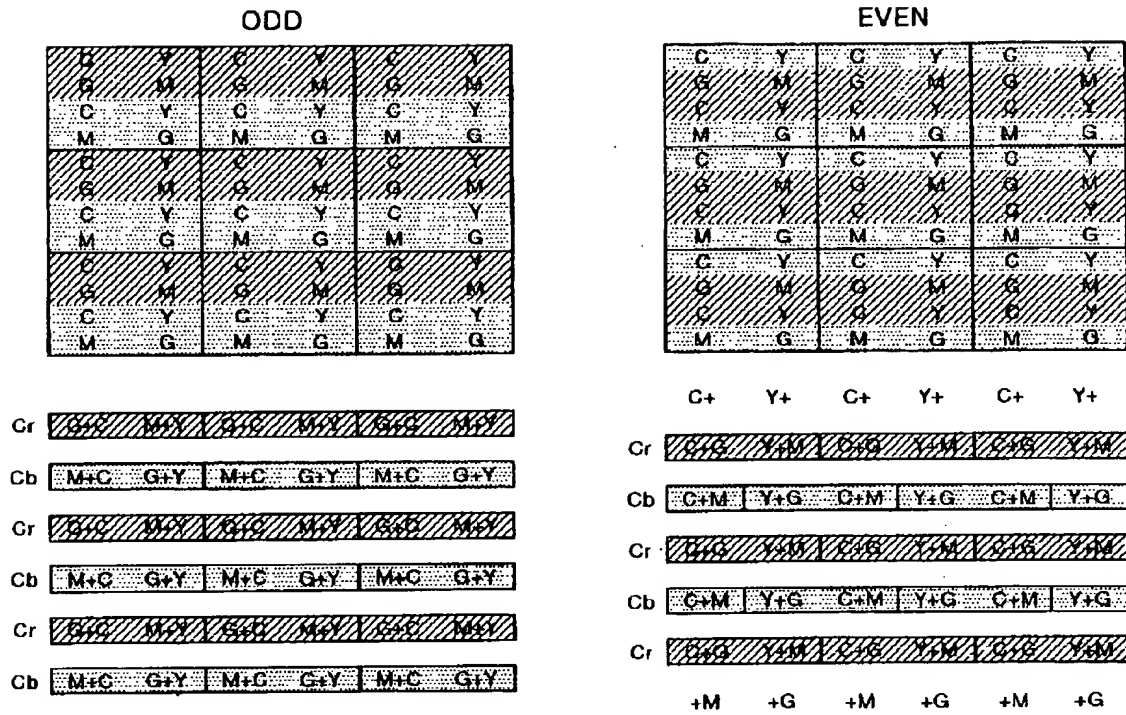 ODD
C Y C Y C Y
G M G M G M
C Y C Y C Y
M G M G M G
C Y C Y C Y
G M G M G M
C Y C Y C Y
M G M G M G
C Y C Y C Y
G M G M G M
C Y C Y C Y
M G M G M G
Cr G+C M+Y G+C M+Y G+C M+Y
Cb M+C G+Y M+C G+Y M+C G+Y
Cr G+C M+Y G+C M+Y G+C M+Y
Cb M+C G+Y M+C G+Y M+C G+Y
Cr G+C M+Y G+C M+Y G+C M+Y
Cb M+C G+Y M+C G+Y M+C G+Y
EVEN
C Y C Y C Y
G M G M G M
C Y C Y C Y
M G M G M G
C Y C Y C Y
G M G M G M
C Y C Y C Y
M G M G M G
C Y C Y C Y
G M G M G M
C Y C Y C Y
M G M G M G
C+ Y+ C+ Y+ C+ Y+
Cr C+G Y+M C+G Y+M C+G Y+M
Cb C+M Y+G C+M Y+G C+M Y+G
Cr C+G Y+M C+G Y+M C+G Y+M
Cb C+M Y+G C+M Y+G C+M Y+G
Cr C+G Y+M C+G Y+M C+G Y+M
+M +G +M +G +M +G